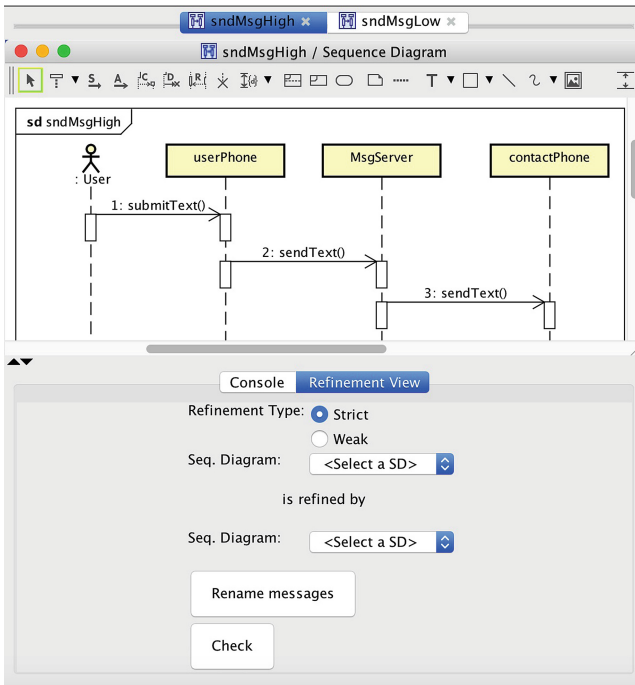 sndMsgHigh × sndMsgLow ×
sndMsgHigh / Sequence Diagram
S A C D R T
sd sndMsgHigh
userPhone MsgServer contactPhone
: User
1: submitText()
2: sendText()
3: sendText()
Console Refinement View
Refinement Type: Strict
Weak
Seq. Diagram: <Select a SD>
is refined by
Seq. Diagram: <Select a SD>
Rename messages
Check